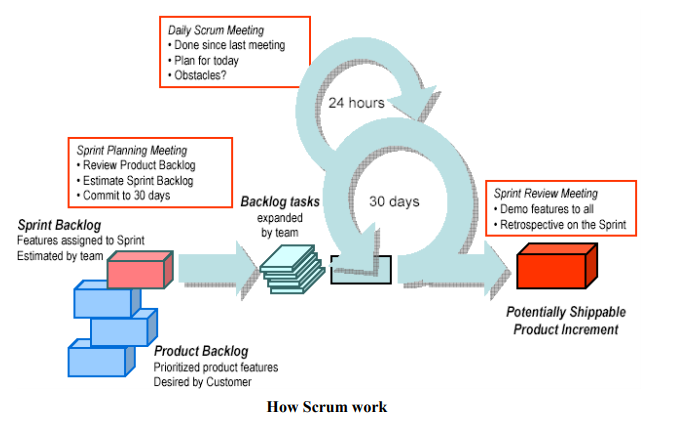 Daily Scrum Meeting
• Done since last meeting
• Plan for today
• Obstacles?
24 hours
Sprint Planning Meeting
• Review Product Backlog
• Estimate Sprint Backlog
• Commit to 30 days
Backlog tasks
expanded
by team
30 days
Sprint Review Meeting
• Demo features to all
• Retrospective on the Sprint
Sprint Backlog
Features assigned to Sprint
Estimated by team
Potentially Shippable
Product Increment
Product Backlog
Prioritized product features
Desired by Customer
How Scrum work